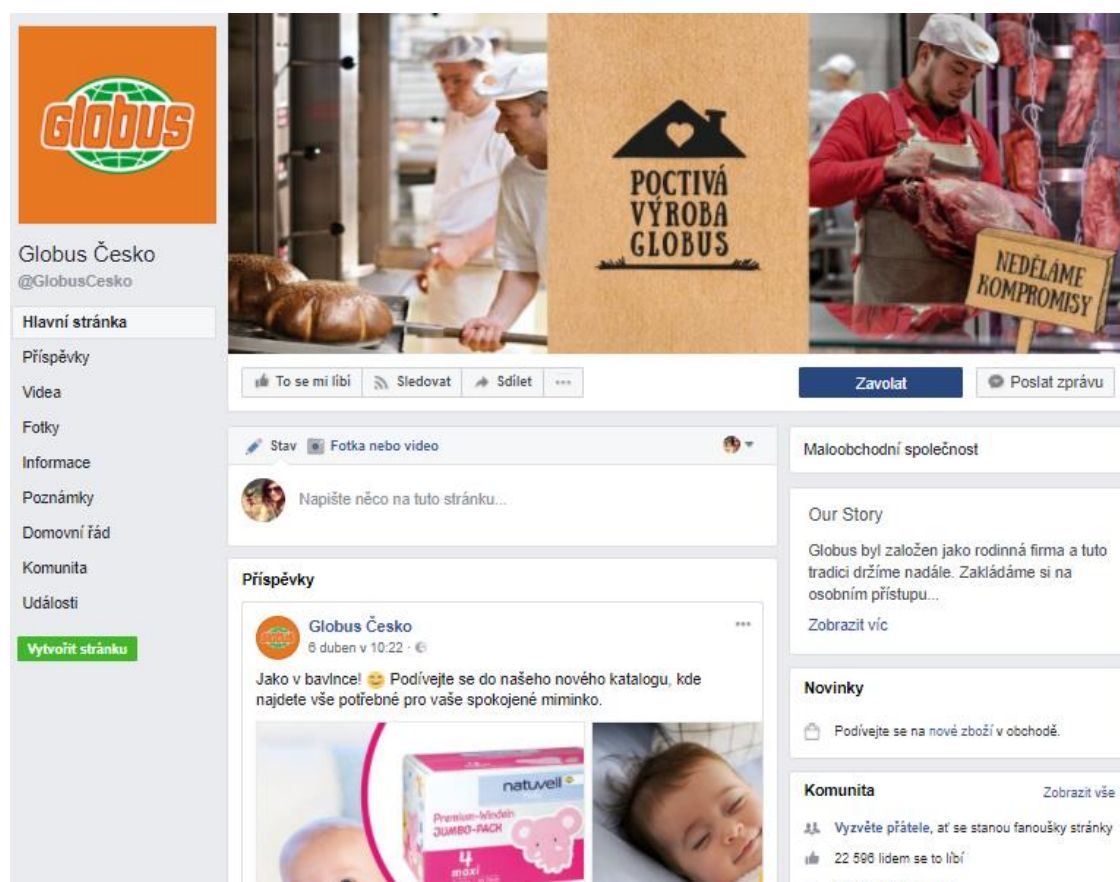 Globus
POCTIVÁ
VÝROBA
GLOBUS
NEDĚLÁME
KOMPROMISY
Globus Česko
@GlobusCesko
Hlavní stránka
Příspěvky
Videa
Fotky
Informace
Poznámky
Domovní řád
Komunita
Události
Vytvořit stránku
To se mi líbí
Sledovat
Sdílet
Zavolat
Poslat zprávu
Stav
Fotka nebo video
Napište něco na tuto stránku...
Příspěvky
Globus Česko
6 duben v 10:22 ·
Jako v bavlnce! 😊 Podívejte se do našeho nového katalogu, kde
najdete vše potřebné pro vaše spokojené miminko.
natuvell
Premium-Windeln
JUMBO-PACK
4
maxi
Maloobchodní společnost
Our Story
Globus byl založen jako rodinná firma a tuto
tradici držíme nadále. Zakládáme si na
osobním přístupu...
Zobrazit víc
Novinky
Podívejte se na nové zboží v obchodě.
Komunita
Zobrazit vše
Vyzvěte přátele, ať se stanou fanoušky stránky
22 596 lidem se to líbí